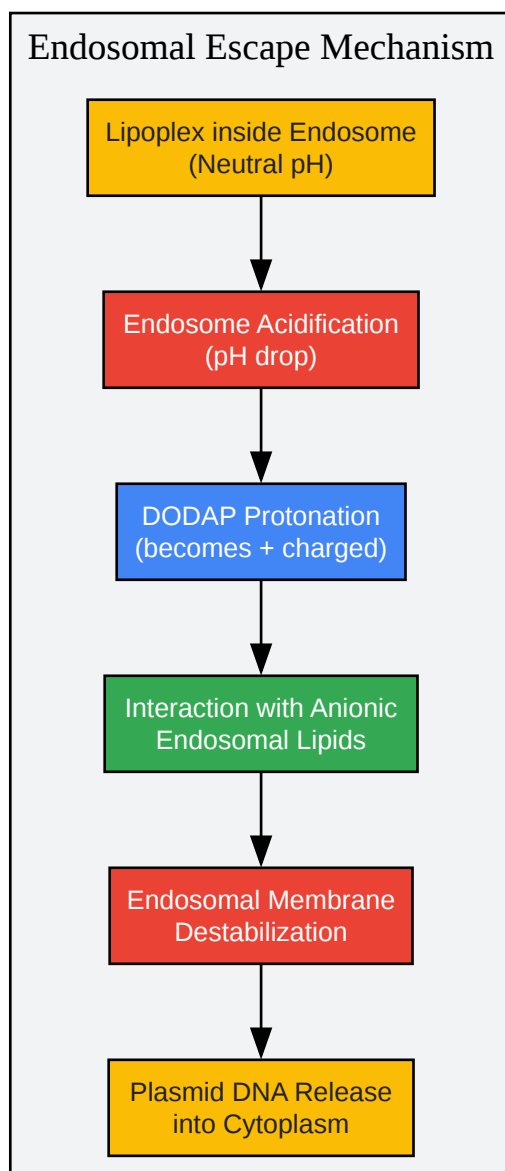 Endosomal Escape Mechanism
Lipoplex inside Endosome
(Neutral pH)
Endosome Acidification
(pH drop)
DODAP Protonation
(becomes + charged)
Interaction with Anionic
Endosomal Lipids
Endosomal Membrane
Destabilization
Plasmid DNA Release
into Cytoplasm